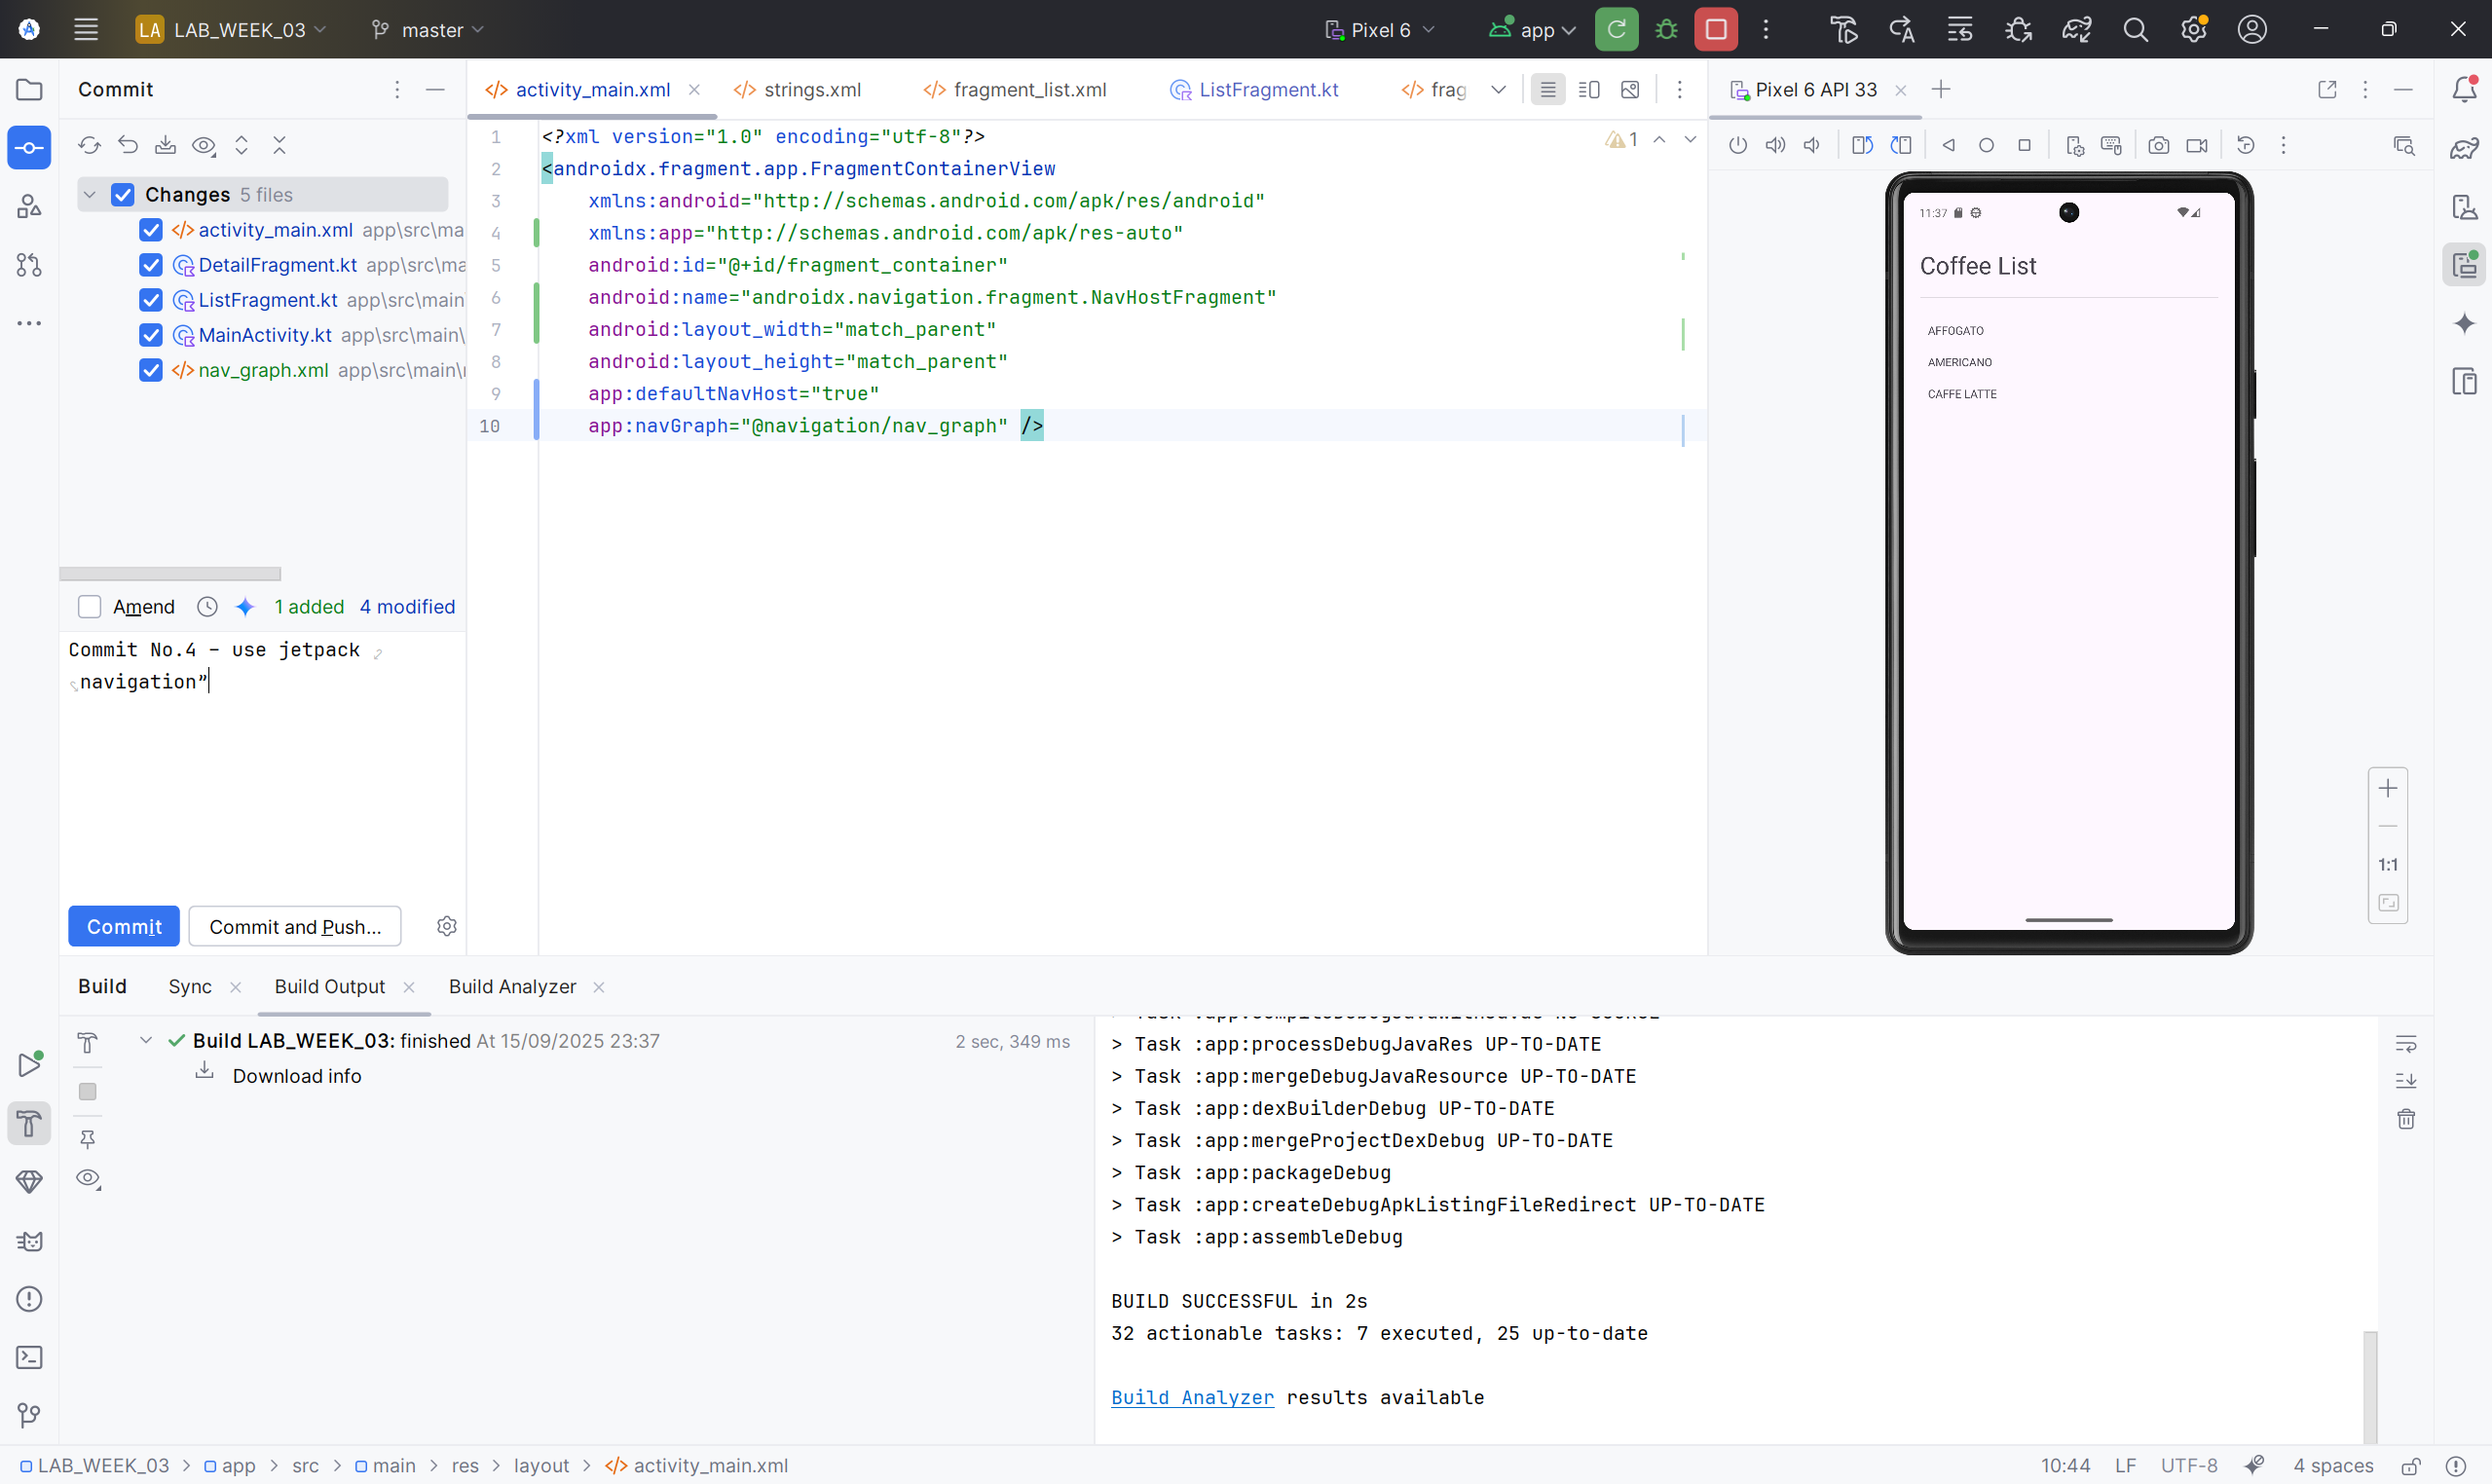 LA LAB_WEEK_03 master Pixel 6 app
Commit
Changes 5 files
activity_main.xml app\src\ma
DetailFragment.kt app\src\ma
ListFragment.kt app\src\main
MainActivity.kt app\src\main\
nav_graph.xml app\src\main\
Amend 1 added 4 modified
Commit No.4 - use jetpack
navigation”
Commit Commit and Push...
activity_main.xml strings.xml fragment_list.xml ListFragment.kt frag
1
1 <?xml version="1.0" encoding="utf-8"?>
2 <androidx.fragment.app.FragmentContainerView
3 xmlns:android="http://schemas.android.com/apk/res/android"
4 xmlns:app="http://schemas.android.com/apk/res-auto"
5 android:id="@+id/fragment_container"
6 android:name="androidx.navigation.fragment.NavHostFragment"
7 android:layout_width="match_parent"
8 android:layout_height="match_parent"
9 app:defaultNavHost="true"
10 app:navGraph="@navigation/nav_graph" />
Pixel 6 API 33
11:37
Coffee List
AFFOGATO
AMERICANO
CAFFE LATTE
1:1
Build Sync Build Output Build Analyzer
Build LAB_WEEK_03: finished At 15/09/2025 23:37 2 sec, 349 ms
Download info
> Task :app:processDebugJavaRes UP-TO-DATE
> Task :app:mergeDebugJavaResource UP-TO-DATE
> Task :app:dexBuilderDebug UP-TO-DATE
> Task :app:mergeProjectDexDebug UP-TO-DATE
> Task :app:packageDebug
> Task :app:createDebugApkListingFileRedirect UP-TO-DATE
> Task :app:assembleDebug
BUILD SUCCESSFUL in 2s
32 actionable tasks: 7 executed, 25 up-to-date
Build Analyzer results available
LAB_WEEK_03 > app > src > main > res > layout > activity_main.xml
10:44 LF UTF-8 4 spaces